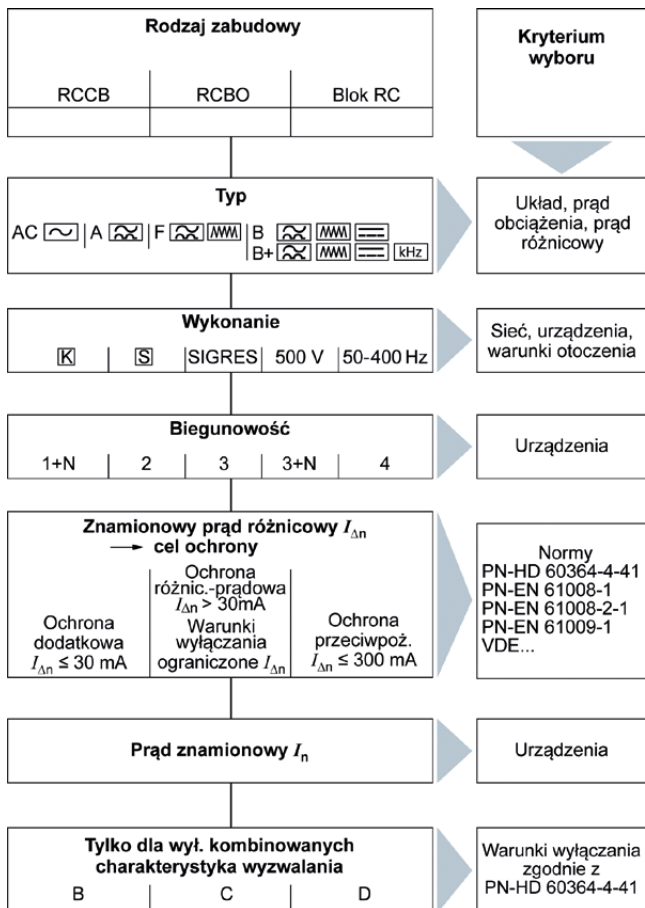 Rodzaj zabudowy
RCCB RCBO Blok RC
Kryterium
wyboru
Typ
AC A F B
B+ kHz
Układ, prąd
obciążenia, prąd
różnicowy
Wykonanie
K S SIGRES 500 V 50-400 Hz
Sieć, urządzenia,
warunki otoczenia
Biegunowość
1+N 2 3 3+N 4
Urządzenia
Znamionowy prąd różnicowy IΔn
→ cel ochrony
Ochrona
dodatkowa
IΔn ≤ 30 mA
Ochrona
różnic.-prądowa
IΔn > 30mA
Warunki
wyłączania
ograniczone IΔn
Ochrona
przeciwpoż.
IΔn ≤ 300 mA
Normy
PN-HD 60364-4-41
PN-EN 61008-1
PN-EN 61008-2-1
PN-EN 61009-1
VDE...
Prąd znamionowy In
Urządzenia
Tylko dla wył. kombinowanych
charakterystyka wyzwalania
B C D
Warunki wyłączania
zgodnie z
PN-HD 60364-4-41